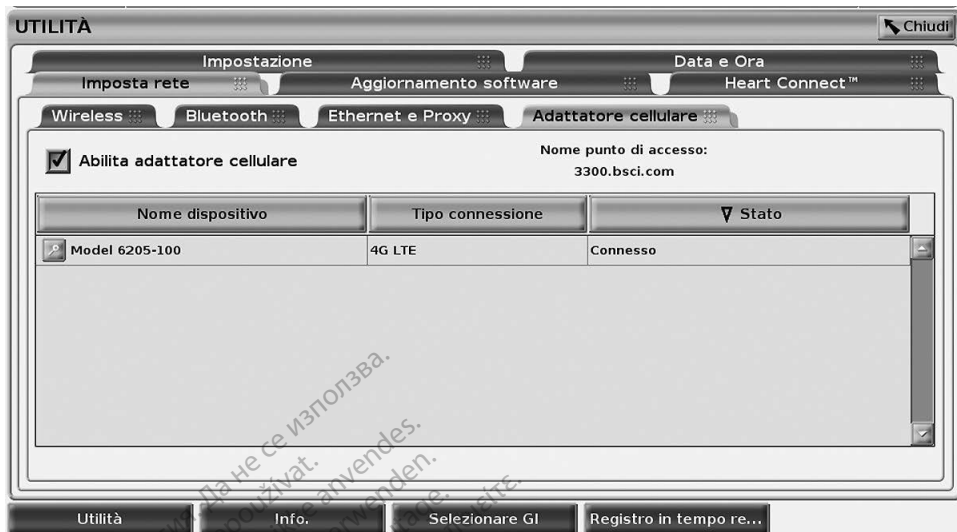 UTILITÀ
Chiudi
Impostazione
Data e Ora
Imposta rete
Aggiornamento software
Heart Connect™
Wireless
Bluetooth
Ethernet e Proxy
Adattatore cellulare
Abilita adattatore cellulare
Nome punto di accesso:
3300.bsci.com
Nome dispositivo
Tipo connessione
Stato
Model 6205-100
4G LTE
Connesso
Да не се използва.
anvendes.
Utilità
Info.
Selezionare GI
Registro in tempo re...